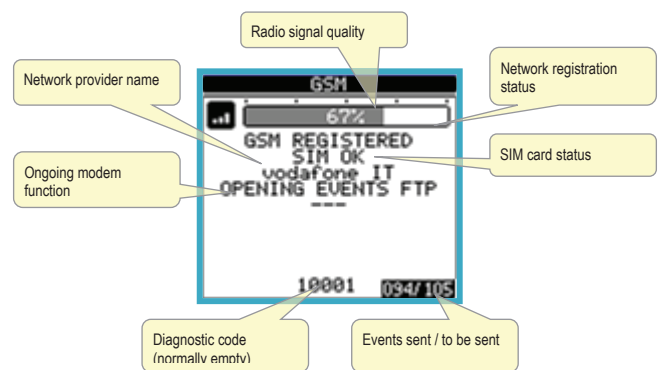 Radio signal quality
Network provider name
Network registration
status
GSM
67%
GSM REGISTERED
SIM OK
vodafone IT
OPENING EVENTS FTP
---
SIM card status
Ongoing modem
function
10001
094/105
Diagnostic code
(normally empty)
Events sent / to be sent